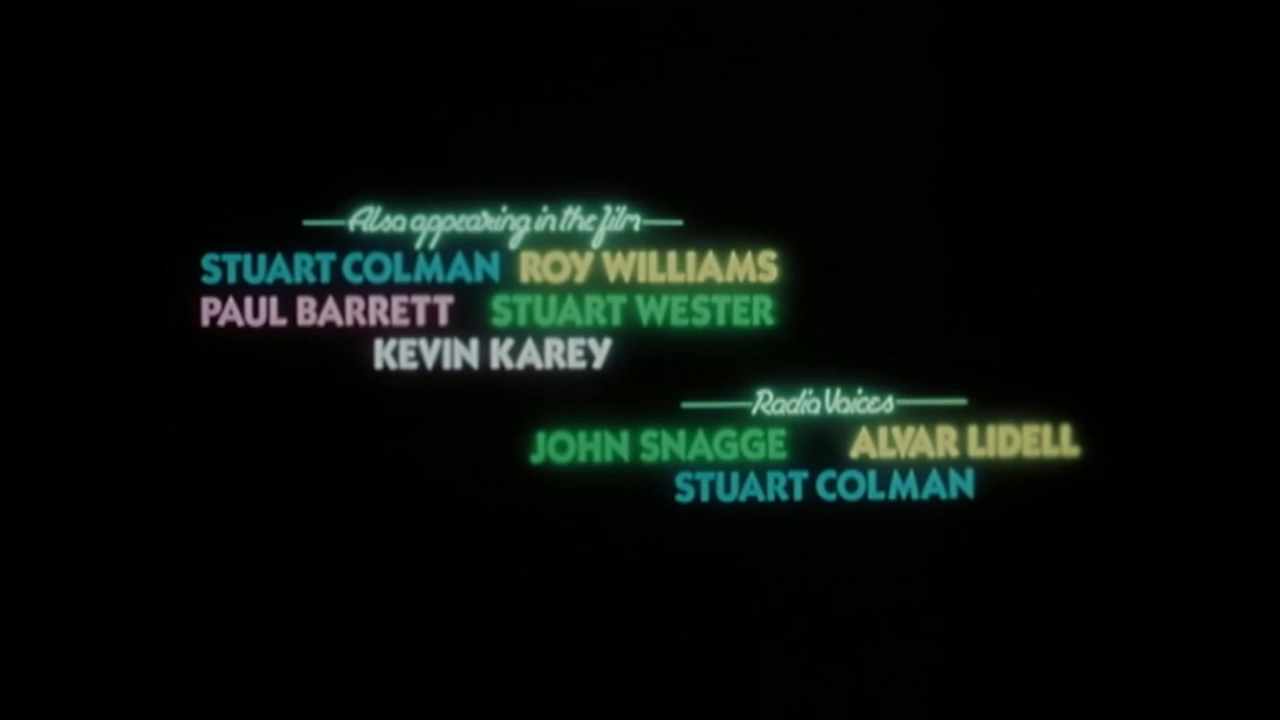 Also appearing in the film
STUART COLMAN ROY WILLIAMS
PAUL BARRETT STUART WESTER
KEVIN KAREY
Radio Voices
JOHN SNAGGE ALVAR LIDELL
STUART COLMAN